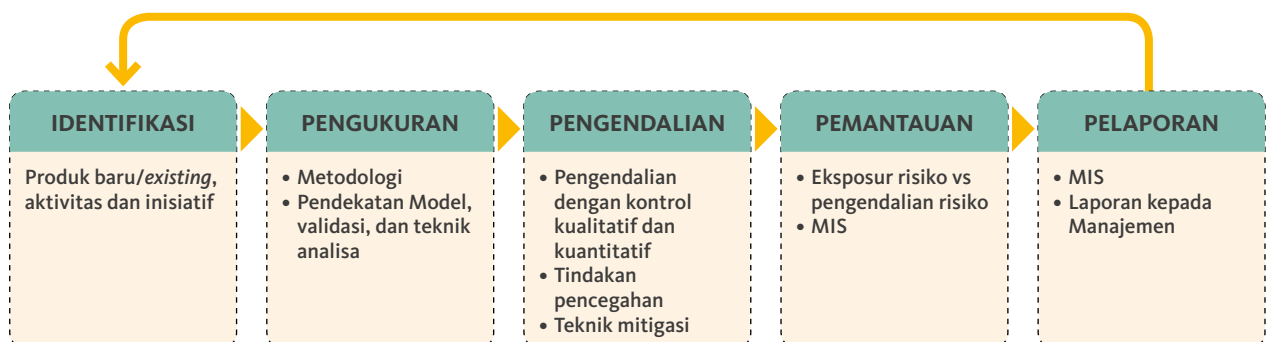 IDENTIFIKASI
Produk baru/existing,
aktivitas dan inisiatif
PENGUKURAN
• Metodologi
• Pendekatan Model,
validasi, dan teknik
analisa
PENGENDALIAN
• Pengendalian
dengan kontrol
kualitatif dan
kuantitatif
• Tindakan
pencegahan
• Teknik mitigasi
PEMANTAUAN
• Eksposur risiko vs
pengendalian risiko
• MIS
PELAPORAN
• MIS
• Laporan kepada
Manajemen